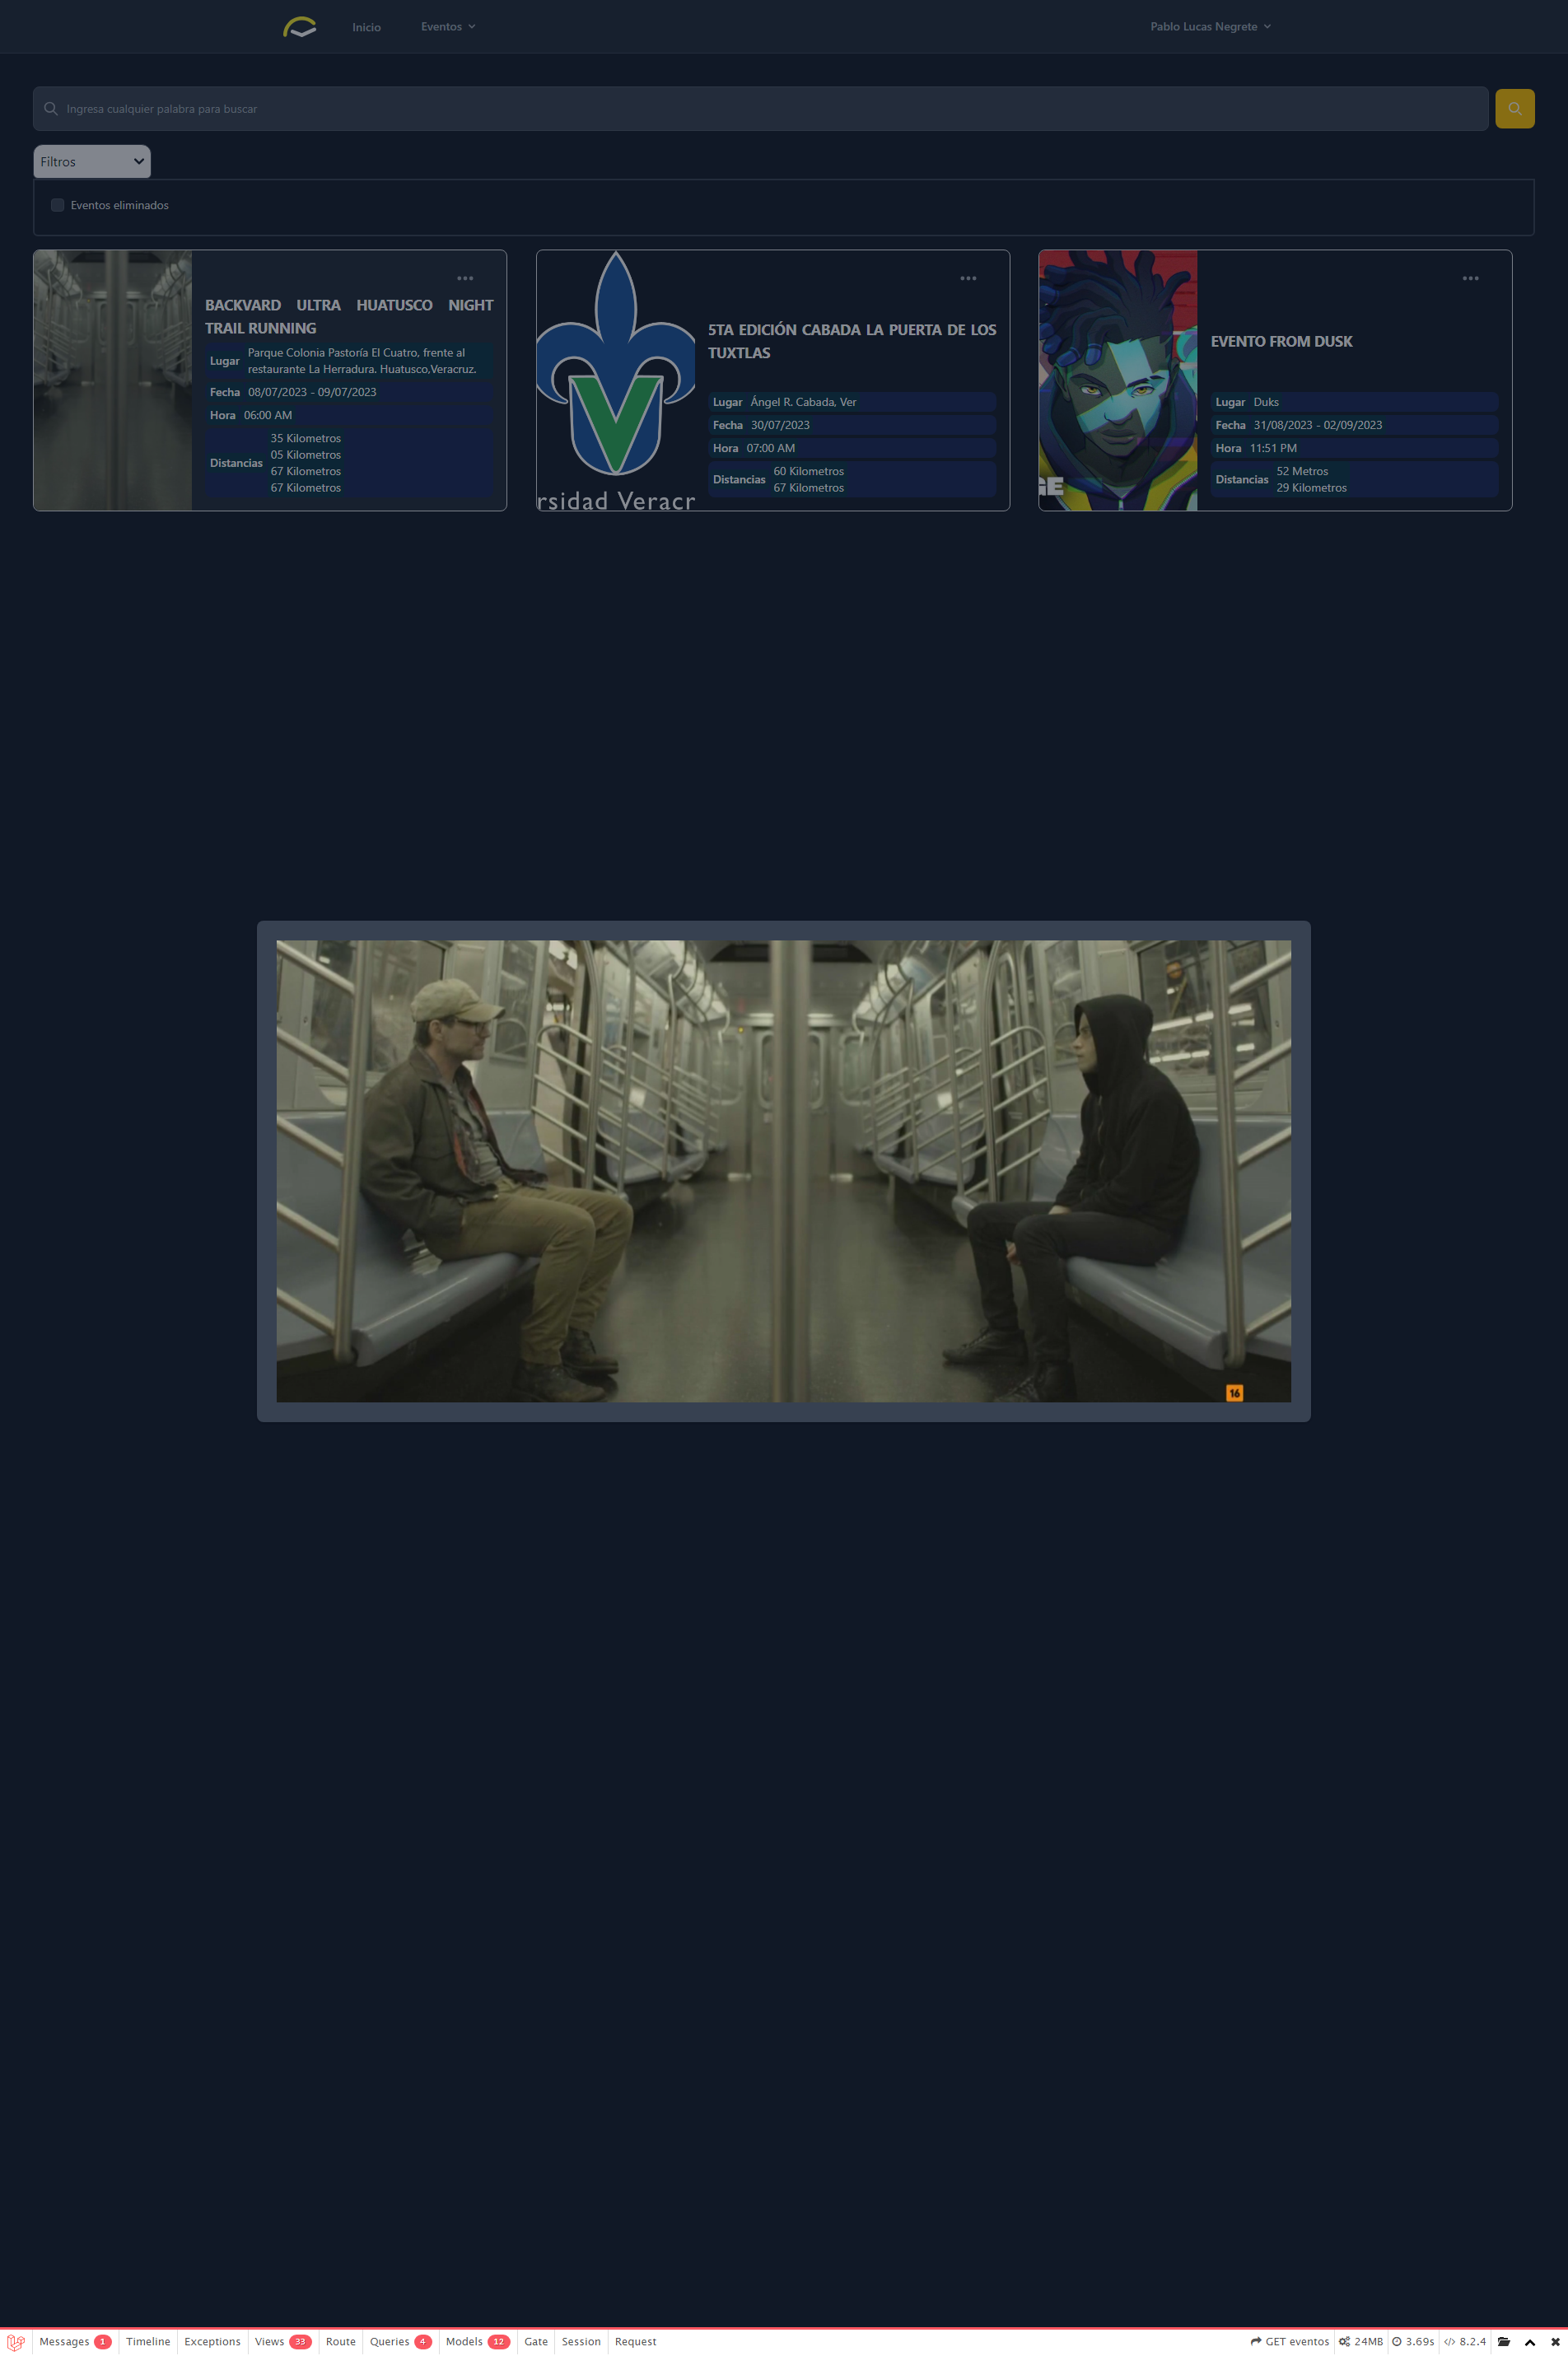 Inicio
Eventos
Pablo Lucas Negrete
Ingresa cualquier palabra para buscar
Filtros
Eventos eliminados
BACKVARD ULTRA HUATUSCO NIGHT
TRAIL RUNNING
Lugar Parque Colonia Pastoría El Cuatro, frente al
restaurante La Herradura. Huatusco,Veracruz.
Fecha 08/07/2023 - 09/07/2023
Hora 06:00 AM
Distancias
35 Kilometros
05 Kilometros
67 Kilometros
67 Kilometros
rsidad Veracr
5TA EDICIÓN CABADA LA PUERTA DE LOS
TUXTLAS
Lugar Ángel R. Cabada, Ver
Fecha 30/07/2023
Hora 07:00 AM
Distancias
60 Kilometros
67 Kilometros
GE
EVENTO FROM DUSK
Lugar Duks
Fecha 31/08/2023 - 02/09/2023
Hora 11:51 PM
Distancias
52 Metros
29 Kilometros
16
Messages 1 Timeline Exceptions Views 33 Route Queries 4 Models 12 Gate Session Request GET eventos 24MB 3.69s 8.2.4